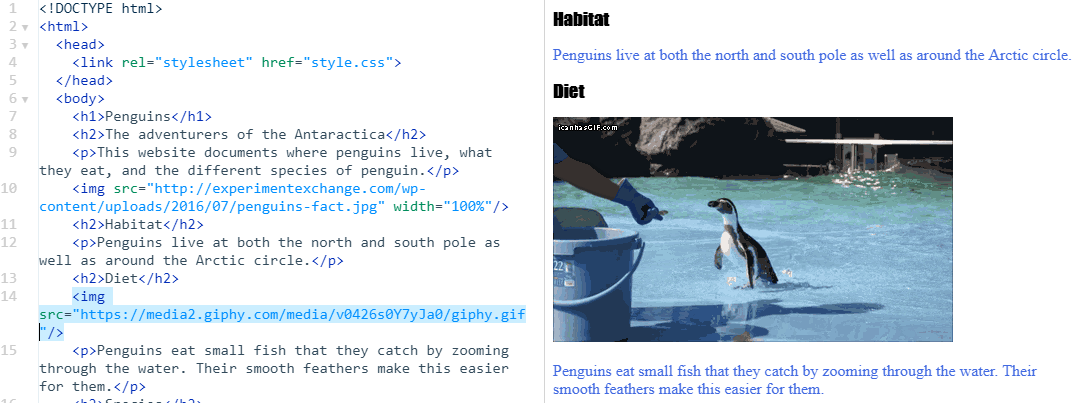 1 <!DOCTYPE html>
2 <html>
3 <head>
4 <link rel="stylesheet" href="style.css">
5 </head>
6 <body>
7 <h1>Penguins</h1>
8 <h2>The adventurers of the Antaractica</h2>
9 <p>This website documents where penguins live, what
they eat, and the different species of penguin.</p>
10 <img src="http://experimentexchange.com/wp-
content/uploads/2016/07/penguins-fact.jpg" width="100%"/>
11 <h2>Habitat</h2>
12 <p>Penguins live at both the north and south pole as
well as around the Arctic circle.</p>
13 <h2>Diet</h2>
14 <img
src="https://media2.giphy.com/media/v0426s0Y7yJa0/giphy.gif
"/>
15 <p>Penguins eat small fish that they catch by zooming
through the water. Their smooth feathers make this easier
for them.</p>
16 <h2>Species</h2>
Habitat
Penguins live at both the north and south pole as well as around the Arctic circle.
Diet
icanhasGIF.com
22
Penguins eat small fish that they catch by zooming through the water. Their
smooth feathers make this easier for them.